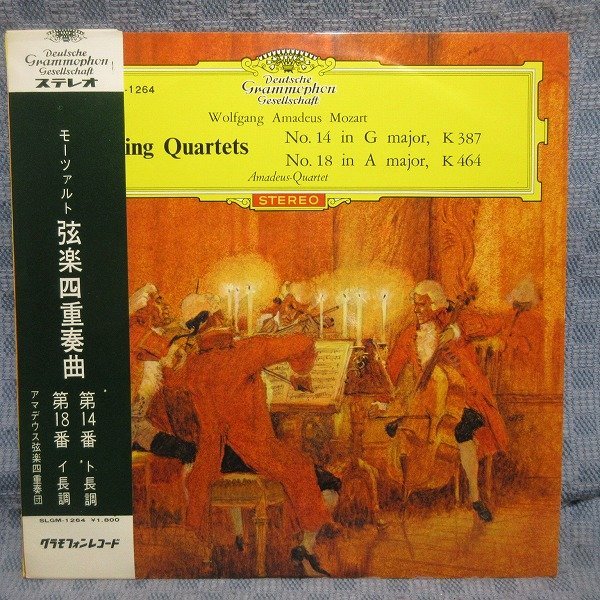 Deutsche
Grammophon
Gesellschaft
ステレオ
モーツァルト
弦楽四重奏曲
第14番 ト長調
第18番 イ長調
アマデウス弦楽四重奏団
SLGM-1264 ¥1,800
グラモフォンレコード
Deutsche
Grammophon
Gesellschaft
-1264
Wolfgang Amadeus Mozart
ing Quartets
No. 14 in G major, K 387
No. 18 in A major, K 464
Amadeus-Quartet
STEREO